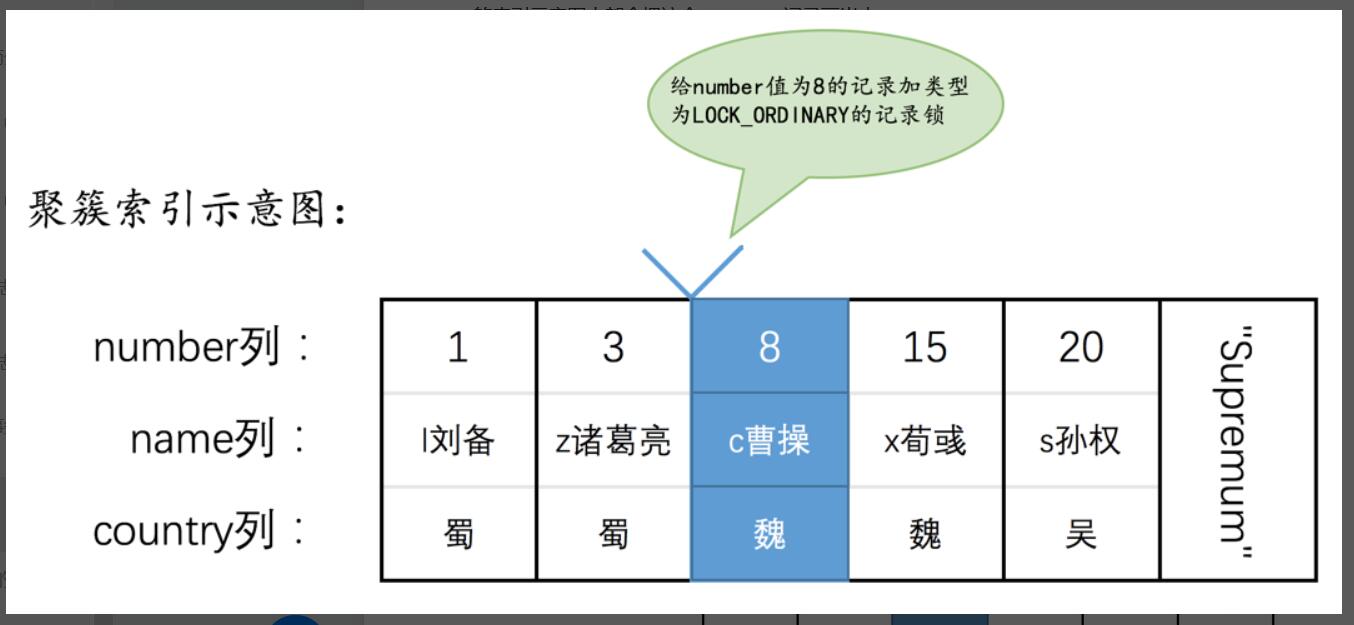 给number值为8的记录加类型
为LOCK_ORDINARY的记录锁
聚簇索引示意图：
number列： 1 3 8 15 20 "Supremum"
name列： l刘备 z诸葛亮 c曹操 x荀彧 s孙权
country列： 蜀 蜀 魏 魏 吴